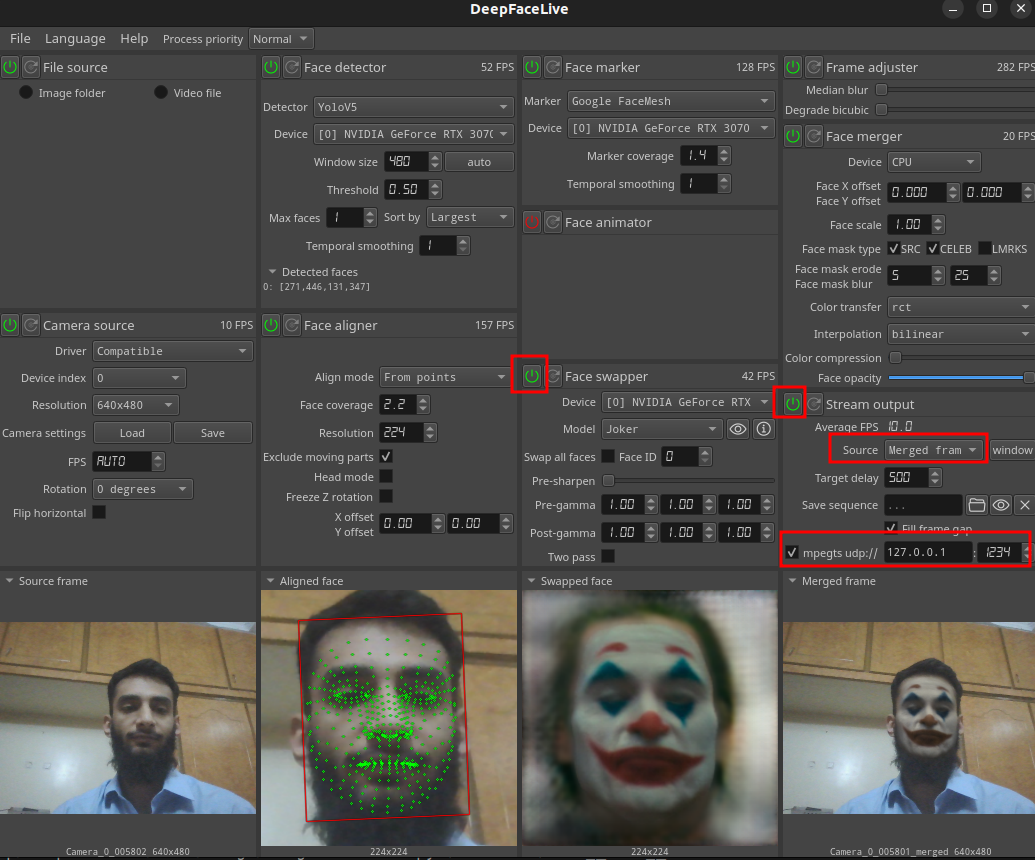 DeepFaceLive
File Language Help Process priority Normal
File source
Image folder Video file
Camera source 10 FPS
Driver Compatible
Device index 0
Resolution 640x480
Camera settings Load Save
FPS AUTO
Rotation 0 degrees
Flip horizontal
Source frame
Camera_0_005802 640x480
Face detector 52 FPS
Detector YoloV5
Device [0] NVIDIA GeForce RTX 3070
Window size 480 auto
Threshold 0.50
Max faces 1 Sort by Largest
Temporal smoothing 1
Detected faces
0: [271,446,131,347]
Face aligner 157 FPS
Align mode From points
Face coverage 2.2
Resolution 224
Exclude moving parts
Head mode
Freeze Z rotation
X offset
Y offset
0.00 0.00
Aligned face
224x224
Face marker 128 FPS
Marker Google FaceMesh
Device [0] NVIDIA GeForce RTX 3070
Marker coverage 1.4
Temporal smoothing 1
Face animator
Face swapper 42 FPS
Device [0] NVIDIA GeForce RTX
Model Joker
Swap all faces Face ID 0
Pre-sharpen
Pre-gamma 1.00 1.00 1.00
Post-gamma 1.00 1.00 1.00
Two pass
Swapped face
224x224
Frame adjuster 282 FPS
Median blur
Degrade bicubic
Face merger 20 FPS
Device CPU
Face X offset
Face Y offset
0.000 0.000
Face scale 1.00
Face mask type SRC CELEB LMRKS
Face mask erode
Face mask blur
5 25
Color transfer rct
Interpolation bilinear
Color compression
Face opacity
Stream output
Average FPS 10.0
Source Merged fram window
Target delay 500
Save sequence ...
Fill frame gap
mpegts udp:// 127.0.0.1 : 1234
Merged frame
Camera_0_005801_merged 640x480